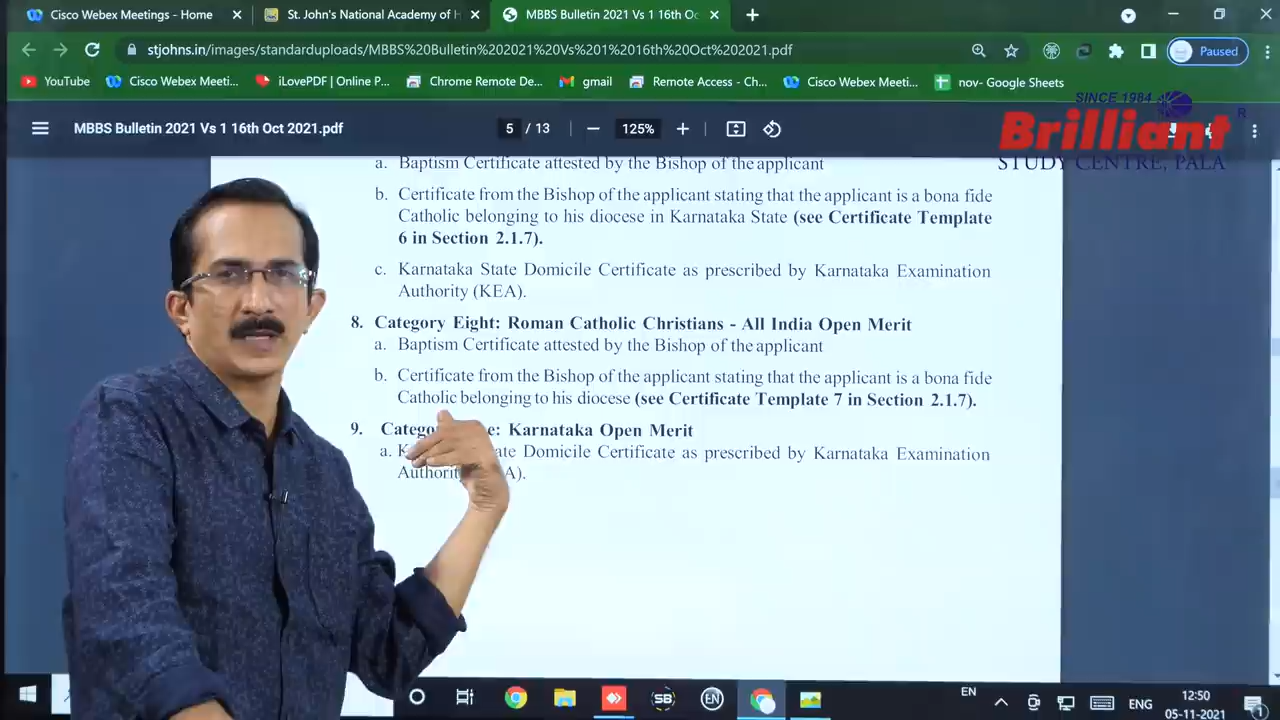 Cisco Webex Meetings - Home
St. John's National Academy of H
MBBS Bulletin 2021 Vs 1 16th Oc
stjohns.in/images/standarduploads/MBBS%20Bulletin%202021%20Vs%201%2016th%20Oct%202021.pdf
Paused
YouTube
Cisco Webex Meeti...
iLovePDF | Online P...
Chrome Remote De...
gmail
Remote Access - Ch...
Cisco Webex Meeti...
nov- Google Sheets
SINCE 1984
Brilliant
R
STUDY CENTRE, PALA
MBBS Bulletin 2021 Vs 1 16th Oct 2021.pdf
5 / 13
125%
a. Baptism Certificate attested by the Bishop of the applicant
b. Certificate from the Bishop of the applicant stating that the applicant is a bona fide
Catholic belonging to his diocese in Karnataka State (see Certificate Template
6 in Section 2.1.7).
c. Karnataka State Domicile Certificate as prescribed by Karnataka Examination
Authority (KEA).
8. Category Eight: Roman Catholic Christians - All India Open Merit
a. Baptism Certificate attested by the Bishop of the applicant
b. Certificate from the Bishop of the applicant stating that the applicant is a bona fide
Catholic belonging to his diocese (see Certificate Template 7 in Section 2.1.7).
9. Karnataka Open Merit
a. Domicile Certificate as prescribed by Karnataka Examination
SB
EN
EN
ENG
12:50
05-11-2021
1